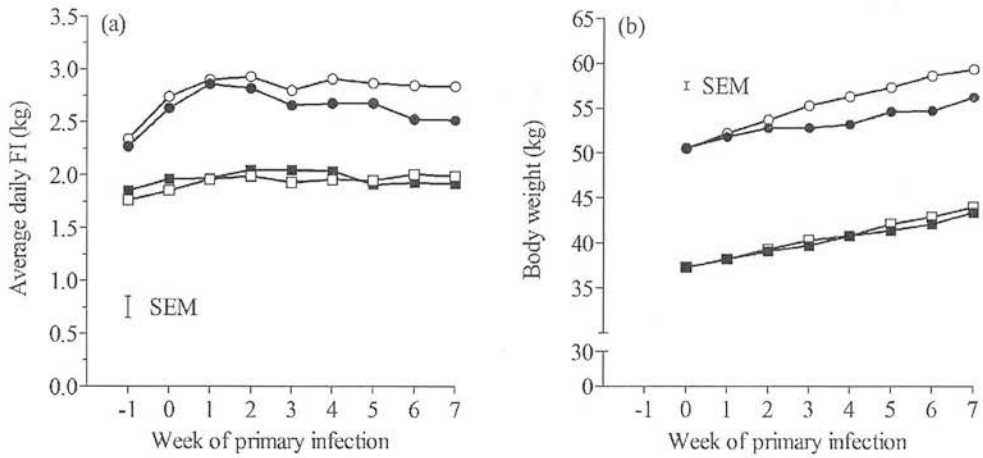 (a)
Average daily FI (kg)
3.5
3.0
2.5
2.0
1.5
1.0
0.5
0.0
SEM
-1 0 1 2 3 4 5 6 7
Week of primary infection
(b)
Body weight (kg)
65
60
55
50
45
40
35
30
0
SEM
-1 0 1 2 3 4 5 6 7
Week of primary infection